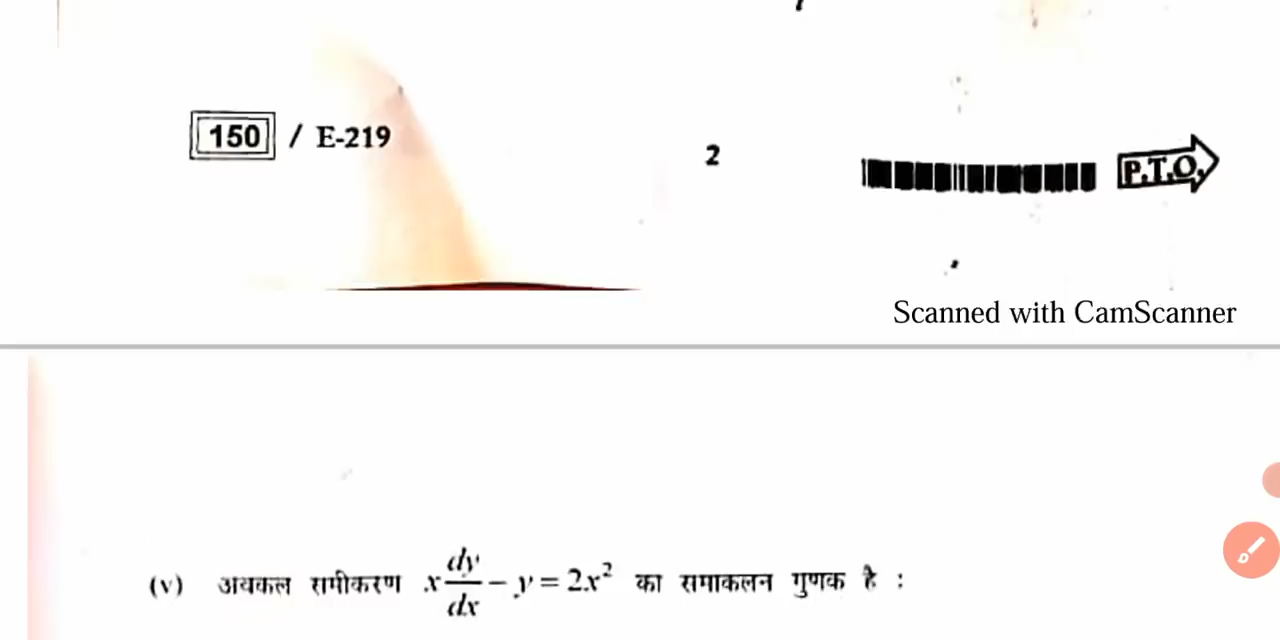 150 / E-219
2
P.T.O.
Scanned with CamScanner
(v) अवकल समीकरण x dy/dx − y = 2x² का समाकलन गुणक है :